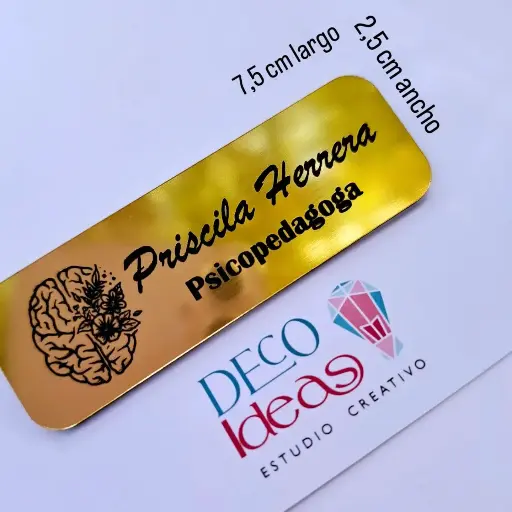 7,5 cm largo
2,5 cm ancho
Priscila Herrera
Psicopedagoga
DECO
Ideas
ESTUDIO CREATIVO